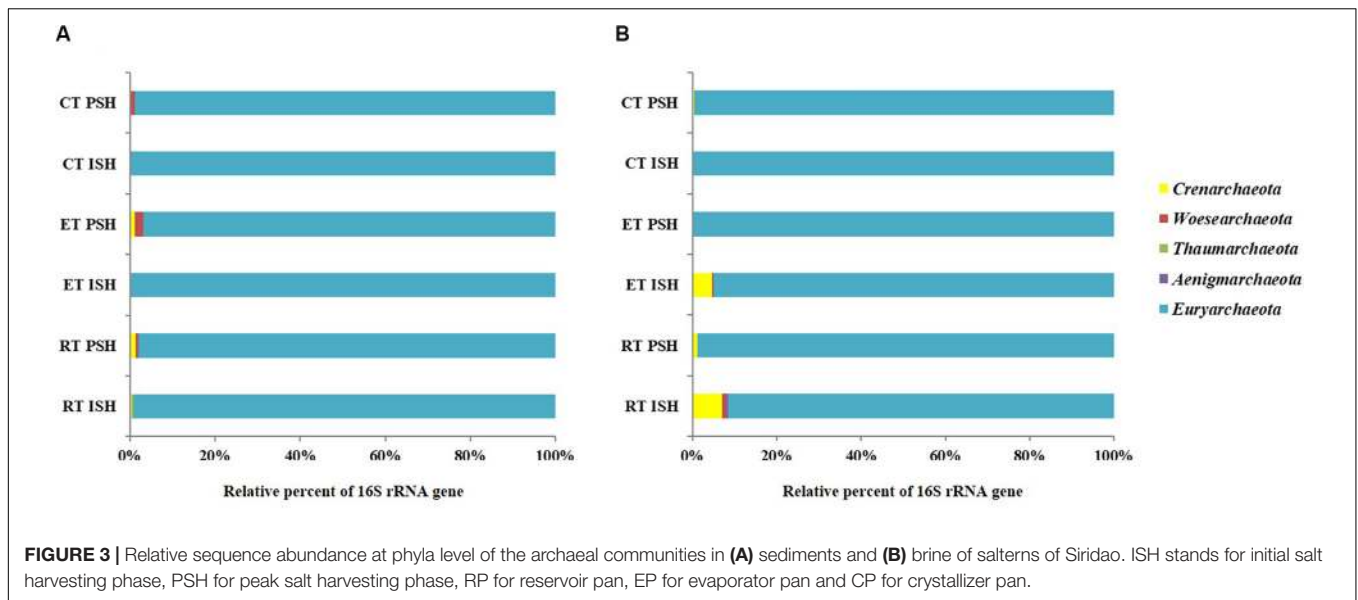 A
CT PSH
CT ISH
ET PSH
ET ISH
RT PSH
RT ISH
0% 20% 40% 60% 80% 100%
Relative percent of 16S rRNA gene
B
CT PSH
CT ISH
ET PSH
ET ISH
RT PSH
RT ISH
0% 20% 40% 60% 80% 100%
Relative percent of 16S rRNA gene
Crenarchaeota
Woesearchaeota
Thaumarchaeota
Aenigmarchaeota
Euryarchaeota
FIGURE 3 | Relative sequence abundance at phyla level of the archaeal communities in (A) sediments and (B) brine of salterns of Siridao. ISH stands for initial salt
harvesting phase, PSH for peak salt harvesting phase, RP for reservoir pan, EP for evaporator pan and CP for crystallizer pan.